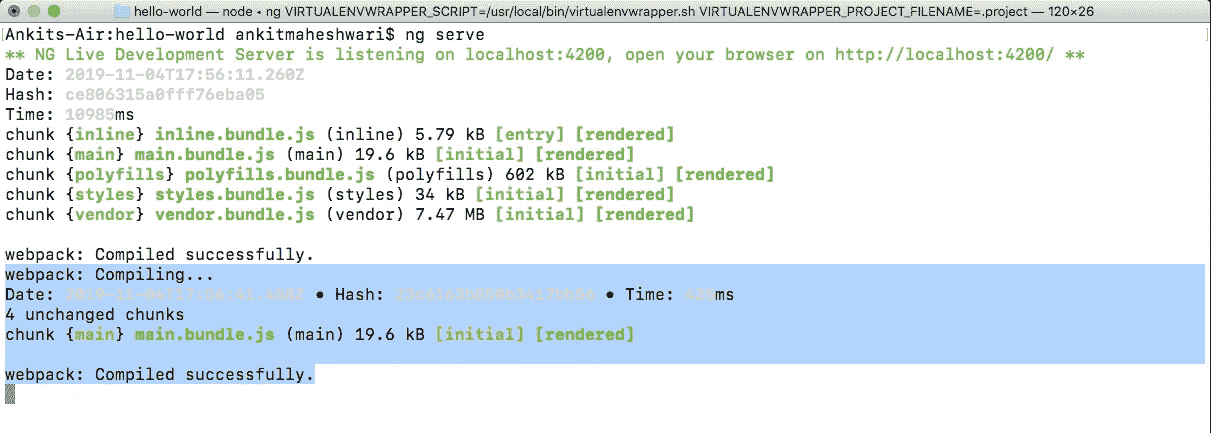 hello-world — node • ng VIRTUALENVWRAPPER_SCRIPT=/usr/local/bin/virtualenvwrapper.sh VIRTUALENVWRAPPER_PROJECT_FILENAME=.project — 120×26
[Ankits-Air:hello-world ankitmaheshwari$ ng serve ]
** NG Live Development Server is listening on localhost:4200, open your browser on http://localhost:4200/ **
Date: 2019-11-04T17:56:11.260Z
Hash: ce806315a0fff76eba05
Time: 10985ms
chunk {inline} inline.bundle.js (inline) 5.79 kB [entry] [rendered]
chunk {main} main.bundle.js (main) 19.6 kB [initial] [rendered]
chunk {polyfills} polyfills.bundle.js (polyfills) 602 kB [initial] [rendered]
chunk {styles} styles.bundle.js (styles) 34 kB [initial] [rendered]
chunk {vendor} vendor.bundle.js (vendor) 7.47 MB [initial] [rendered]
webpack: Compiled successfully.
webpack: Compiling...
Date: • Hash: • Time: ms
4 unchanged chunks
chunk {main} main.bundle.js (main) 19.6 kB [initial] [rendered]
webpack: Compiled successfully.